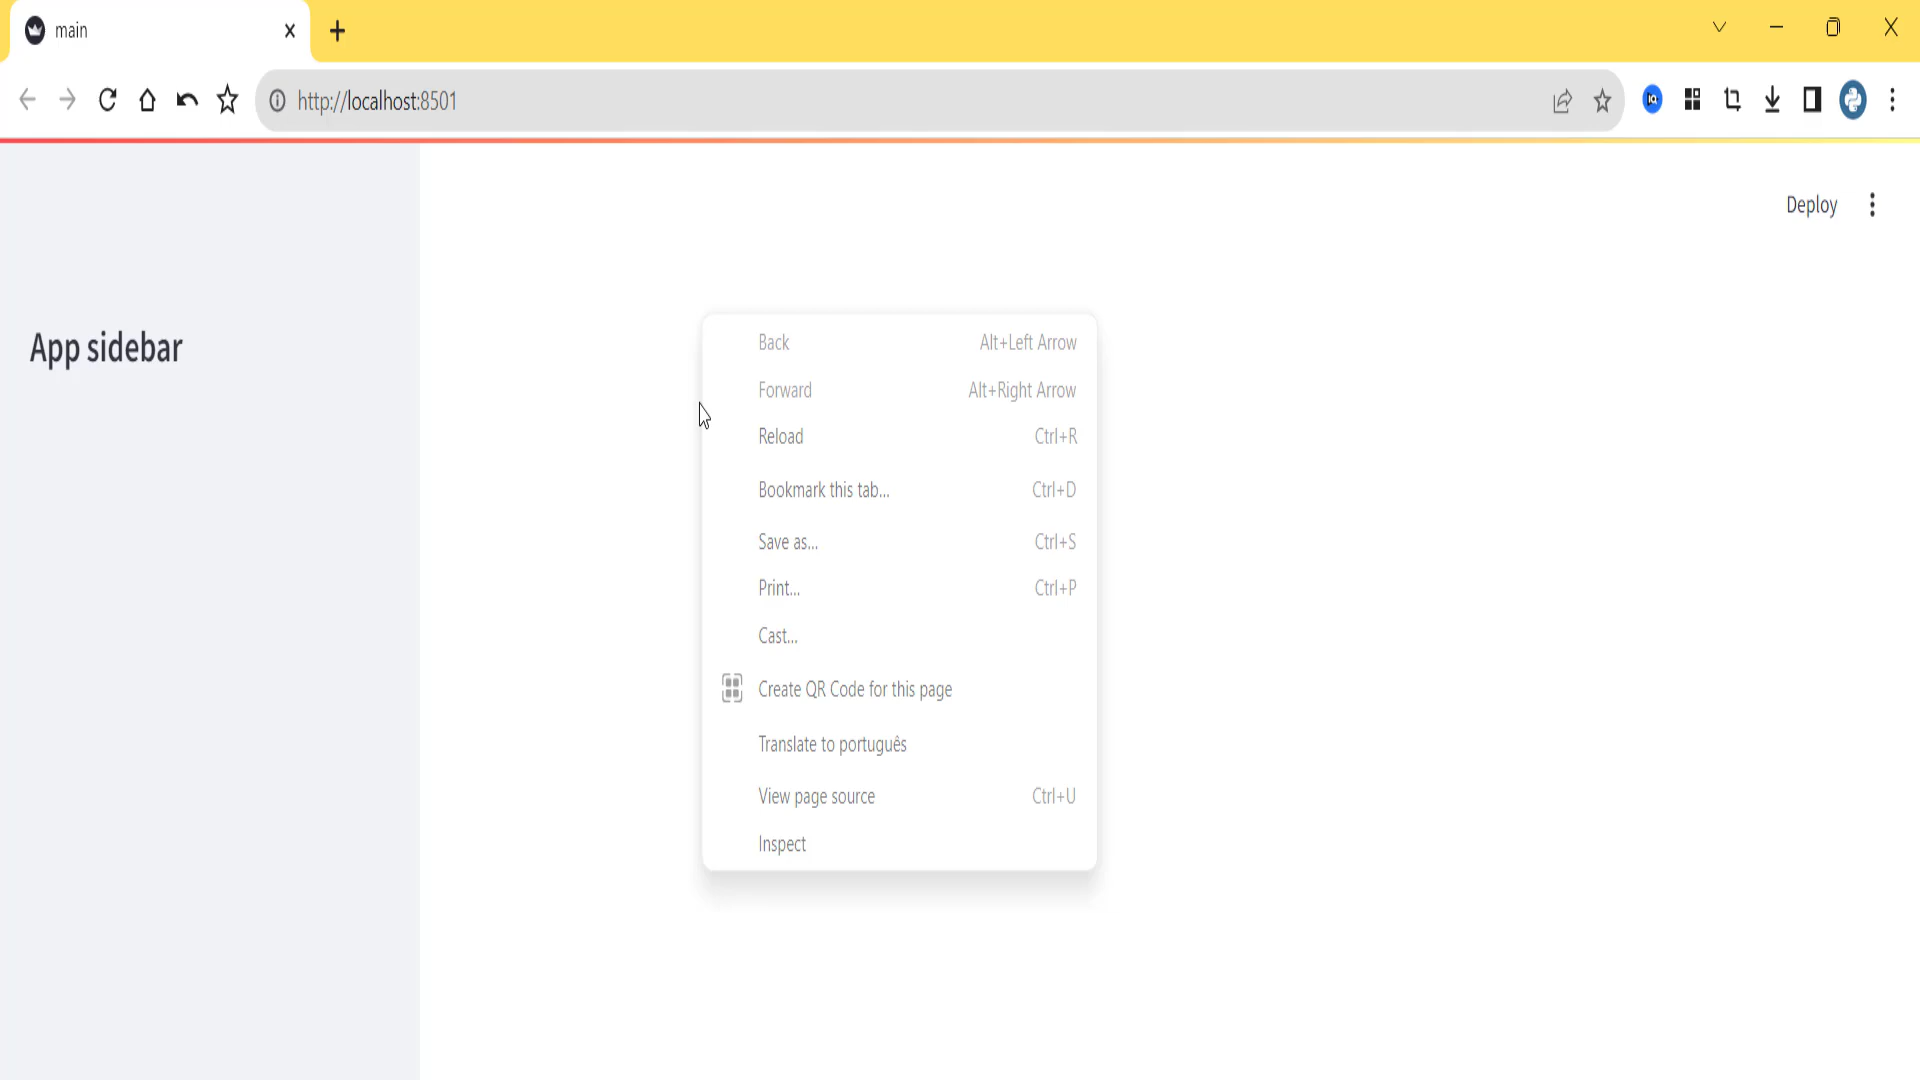 main
http://localhost:8501
Deploy
App sidebar
Back Alt+Left Arrow
Forward Alt+Right Arrow
Reload Ctrl+R
Bookmark this tab... Ctrl+D
Save as... Ctrl+S
Print... Ctrl+P
Cast...
Create QR Code for this page
Translate to português
View page source Ctrl+U
Inspect